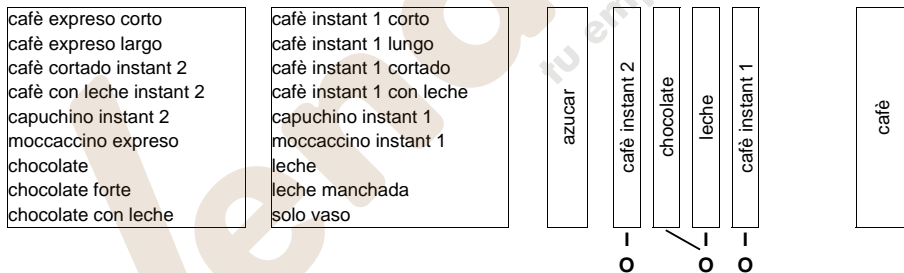 cafè expreso corto
cafè expreso largo
cafè cortado instant 2
cafè con leche instant 2
capuchino instant 2
moccaccino expreso
chocolate
chocolate forte
chocolate con leche
cafè instant 1 corto
cafè instant 1 lungo
cafè instant 1 cortado
cafè instant 1 con leche
capuchino instant 1
moccaccino instant 1
leche
leche manchada
solo vaso
azucar
cafè instant 2
chocolate
leche
cafè instant 1
cafè
O
O
O